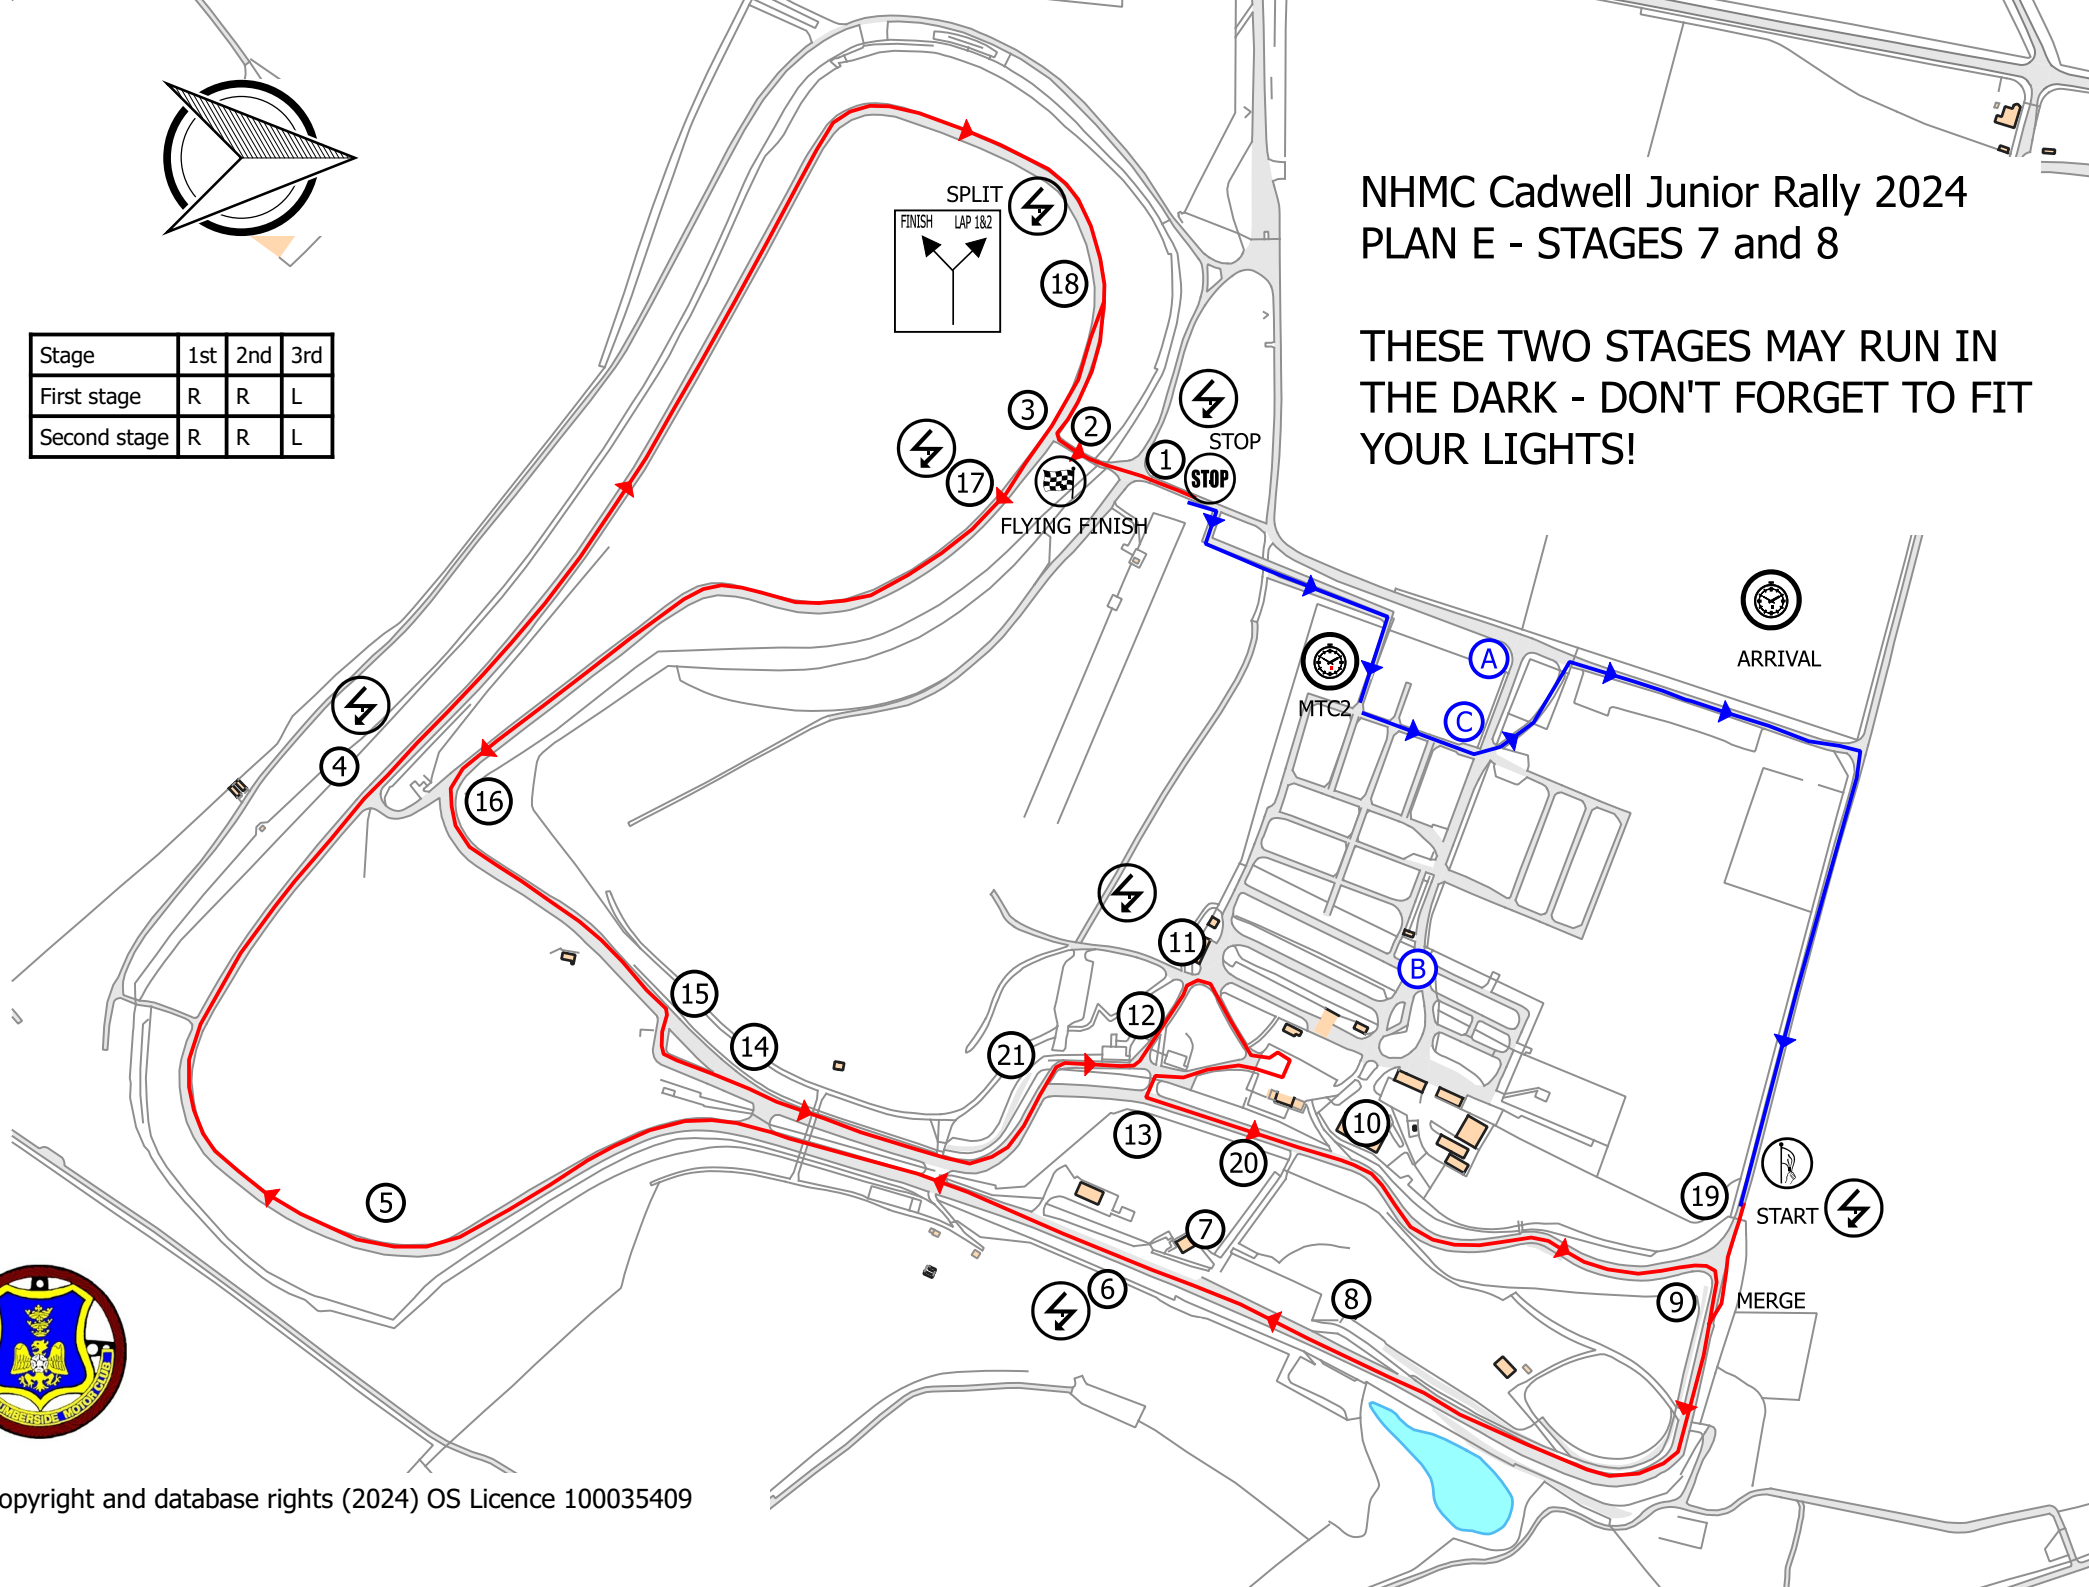 NHMC Cadwell Junior Rally 2024
PLAN E - STAGES 7 and 8
THESE TWO STAGES MAY RUN IN
THE DARK - DON'T FORGET TO FIT
YOUR LIGHTS!
SPLIT
FINISH LAP 1&2
18
Stage 1st 2nd 3rd
First stage R R L
Second stage R R L
3
2
1
STOP
STOP
17
FLYING FINISH
ARRIVAL
A
MTC2
C
4
16
11
B
15
12
14
21
10
13
20
19
START
5
7
6
8
9
MERGE
UMBERSIDE MOTOR CLUB
opyright and database rights (2024) OS Licence 100035409